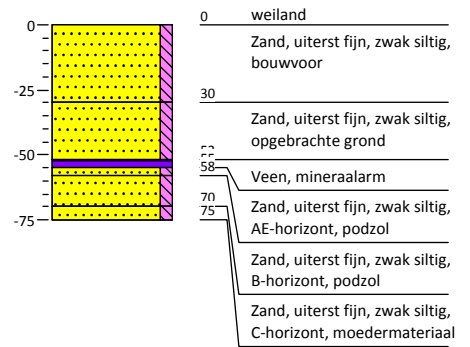 0
0
weiland
Zand, uiterst fijn, zwak siltig,
bouwvoor
-25
30
Zand, uiterst fijn, zwak siltig,
opgebrachte grond
-50
58
Veen, mineraalarm
Zand, uiterst fijn, zwak siltig,
AE-horizont, podzol
70
-75
75
Zand, uiterst fijn, zwak siltig,
B-horizont, podzol
Zand, uiterst fijn, zwak siltig,
C-horizont, moedermateriaal